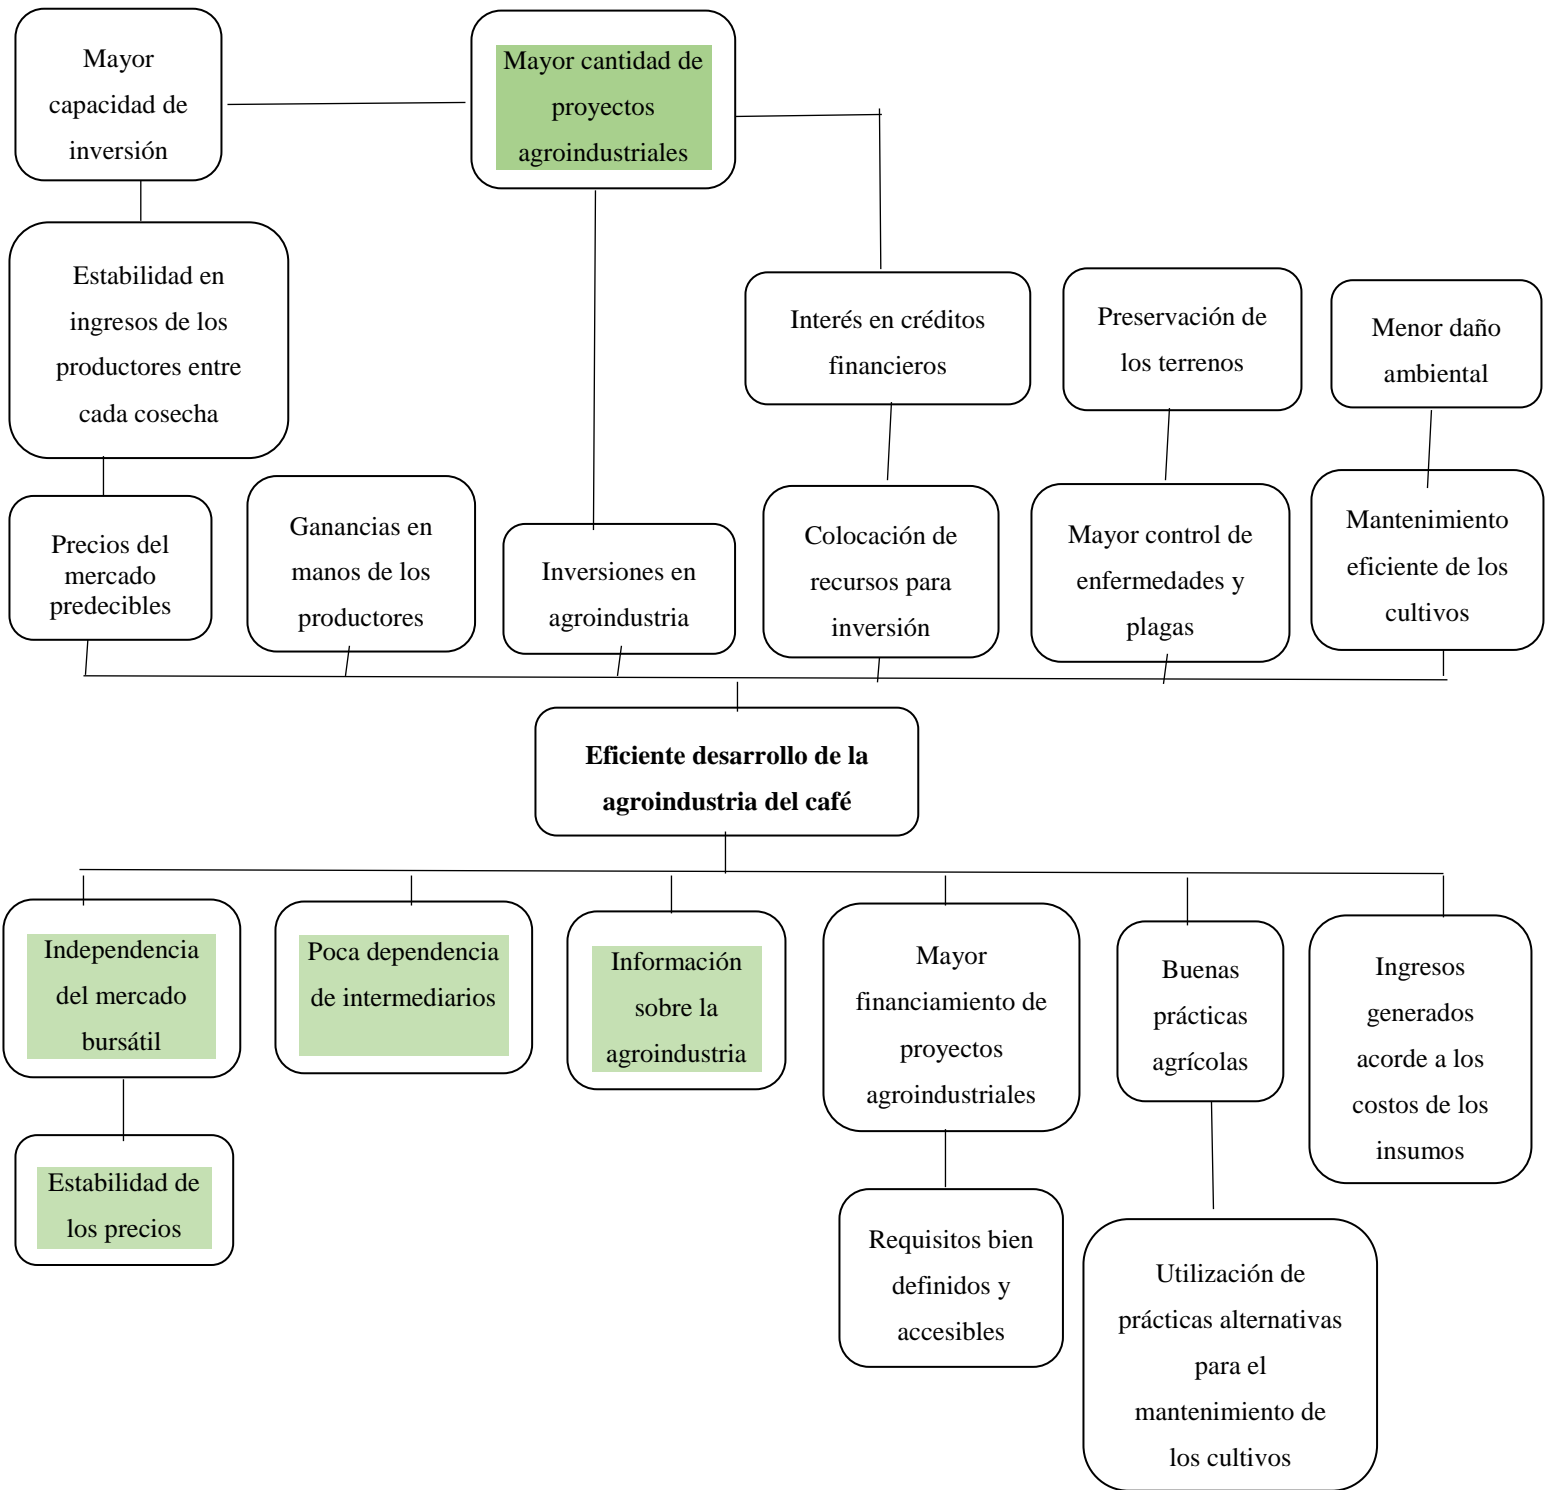 Mayor
capacidad de
inversión
Mayor cantidad de
proyectos
agroindustriales
Estabilidad en
ingresos de los
productores entre
cada cosecha
Interés en créditos
financieros
Preservación de
los terrenos
Menor daño
ambiental
Precios del
mercado
predecibles
Ganancias en
manos de los
productores
Inversiones en
agroindustria
Colocación de
recursos para
inversión
Mayor control de
enfermedades y
plagas
Mantenimiento
eficiente de los
cultivos
Eficiente desarrollo de la
agroindustria del café
Independencia
del mercado
bursátil
Poca dependencia
de intermediarios
Información
sobre la
agroindustria
Mayor
financiamiento de
proyectos
agroindustriales
Buenas
prácticas
agrícolas
Ingresos
generados
acorde a los
costos de los
insumos
Estabilidad de
los precios
Requisitos bien
definidos y
accesibles
Utilización de
prácticas alternativas
para el
mantenimiento de
los cultivos